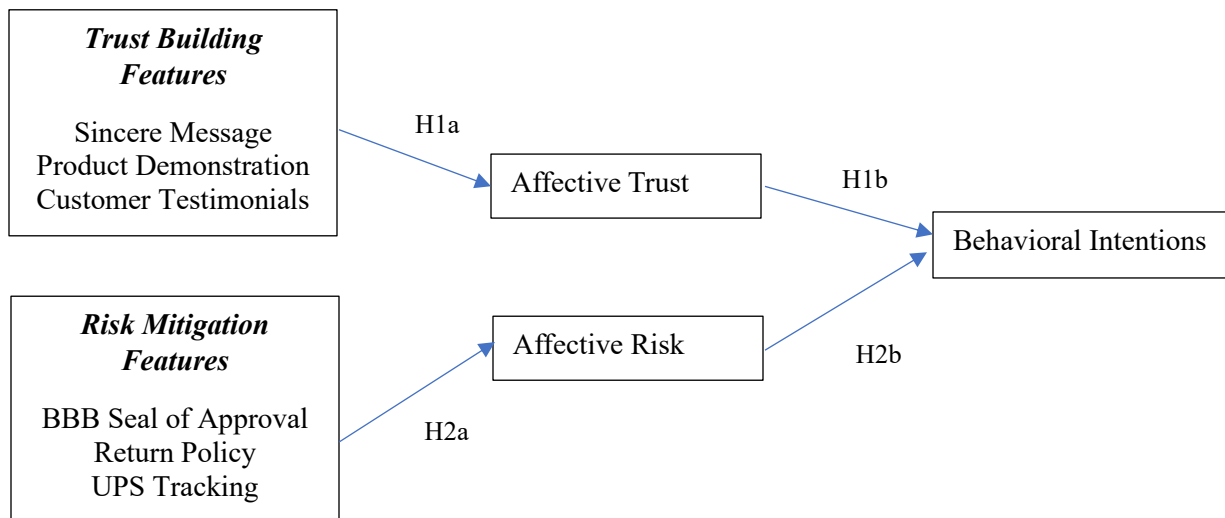 Trust Building
Features
Sincere Message
Product Demonstration
Customer Testimonials
H1a
Affective Trust
H1b
Behavioral Intentions
Risk Mitigation
Features
BBB Seal of Approval
Return Policy
UPS Tracking
H2a
Affective Risk
H2b